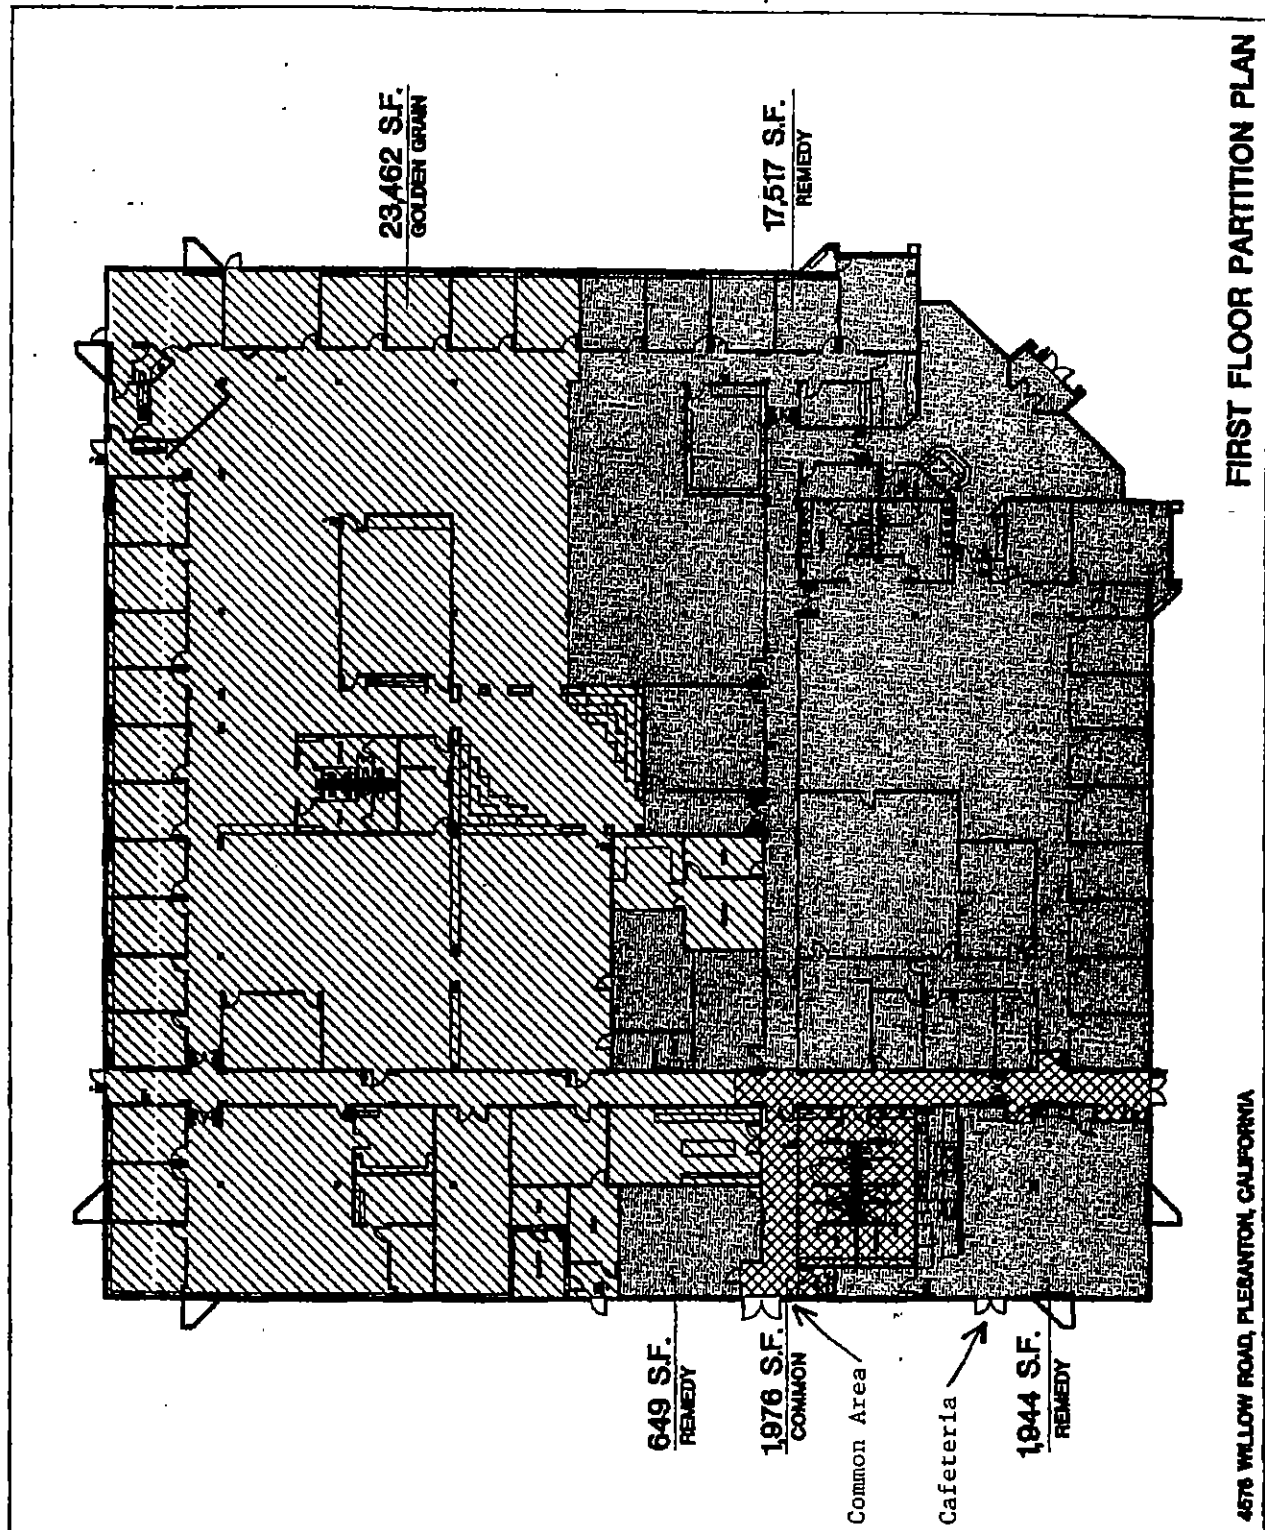 23,462 S.F.
GOLDEN GRAIN
17,517 S.F.
REMEDY
649 S.F.
REMEDY
1,976 S.F.
COMMON
Common Area
Cafeteria
1,944 S.F.
REMEDY
FIRST FLOOR PARTITION PLAN
4576 WILLOW ROAD, PLEASANTON, CALIFORNIA